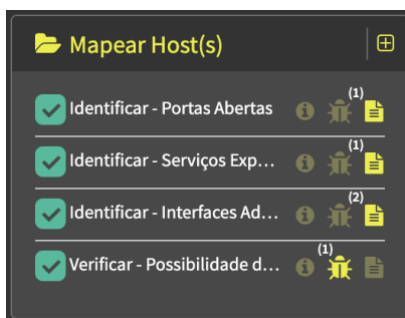 Mapear Host(s)
(1)
Identificar - Portas Abertas
(1)
Identificar - Serviços Exp...
(2)
Identificar - Interfaces Ad...
(1)
Verificar - Possibilidade d...